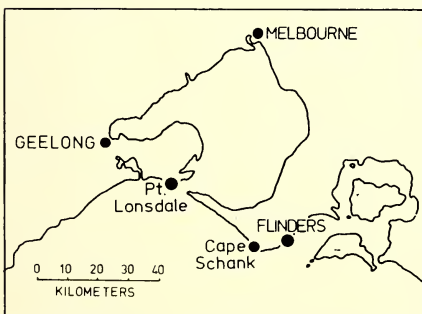 MELBOURNE
GEELONG
Pt.
Lonsdale
FLINDERS
Cape
Schank
0 10 20 30 40
KILOMETERS